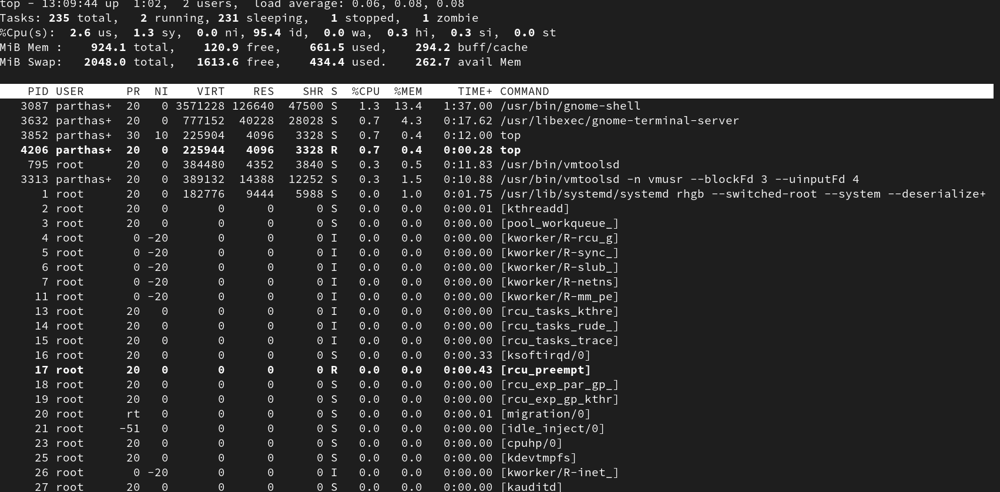 top - 13:09:44 up  1:02,  2 users,  load average: 0.06, 0.08, 0.08
Tasks: 235 total,   2 running, 231 sleeping,   1 stopped,   1 zombie
%Cpu(s):  2.6 us,  1.3 sy,  0.0 ni, 95.4 id,  0.0 wa,  0.3 hi,  0.3 si,  0.0 st
MiB Mem :    924.1 total,    120.9 free,    661.5 used,    294.2 buff/cache
MiB Swap:   2048.0 total,   1613.6 free,    434.4 used.    262.7 avail Mem
    PID USER      PR  NI    VIRT    RES    SHR S  %CPU  %MEM     TIME+ COMMAND
   3087 parthas+  20   0 3571228 126640  47500 S   1.3  13.4   1:37.00 /usr/bin/gnome-shell
   3632 parthas+  20   0  777152  40228  28028 S   0.7   4.3   0:17.62 /usr/libexec/gnome-terminal-server
   3852 parthas+  30  10  225904   4096   3328 S   0.7   0.4   0:12.00 top
   4206 parthas+  20   0  225944   4096   3328 R   0.7   0.4   0:00.28 top
    795 root      20   0  384480   4352   3840 S   0.3   0.5   0:11.83 /usr/bin/vmtoolsd
   3313 parthas+  20   0  389132  14388  12252 S   0.3   1.5   0:10.88 /usr/bin/vmtoolsd -n vmusr --blockFd 3 --uinputFd 4
      1 root      20   0  182776   9444   5988 S   0.0   1.0   0:01.75 /usr/lib/systemd/systemd rhgb --switched-root --system --deserialize+
      2 root      20   0       0      0      0 S   0.0   0.0   0:00.01 [kthreadd]
      3 root      20   0       0      0      0 S   0.0   0.0   0:00.00 [pool_workqueue_]
      4 root       0 -20       0      0      0 I   0.0   0.0   0:00.00 [kworker/R-rcu_g]
      5 root       0 -20       0      0      0 I   0.0   0.0   0:00.00 [kworker/R-sync_]
      6 root       0 -20       0      0      0 I   0.0   0.0   0:00.00 [kworker/R-slub_]
      7 root       0 -20       0      0      0 I   0.0   0.0   0:00.00 [kworker/R-netns]
     11 root       0 -20       0      0      0 I   0.0   0.0   0:00.00 [kworker/R-mm_pe]
     13 root      20   0       0      0      0 I   0.0   0.0   0:00.00 [rcu_tasks_kthre]
     14 root      20   0       0      0      0 I   0.0   0.0   0:00.00 [rcu_tasks_rude_]
     15 root      20   0       0      0      0 I   0.0   0.0   0:00.00 [rcu_tasks_trace]
     16 root      20   0       0      0      0 S   0.0   0.0   0:00.33 [ksoftirqd/0]
     17 root      20   0       0      0      0 R   0.0   0.0   0:00.43 [rcu_preempt]
     18 root      20   0       0      0      0 S   0.0   0.0   0:00.00 [rcu_exp_par_gp_]
     19 root      20   0       0      0      0 S   0.0   0.0   0:00.00 [rcu_exp_gp_kthr]
     20 root      rt   0       0      0      0 S   0.0   0.0   0:00.01 [migration/0]
     21 root     -51   0       0      0      0 S   0.0   0.0   0:00.00 [idle_inject/0]
     23 root      20   0       0      0      0 S   0.0   0.0   0:00.00 [cpuhp/0]
     25 root      20   0       0      0      0 S   0.0   0.0   0:00.00 [kdevtmpfs]
     26 root       0 -20       0      0      0 I   0.0   0.0   0:00.00 [kworker/R-inet_]
     27 root      20   0       0      0      0 S   0.0   0.0   0:00.00 [kauditd]